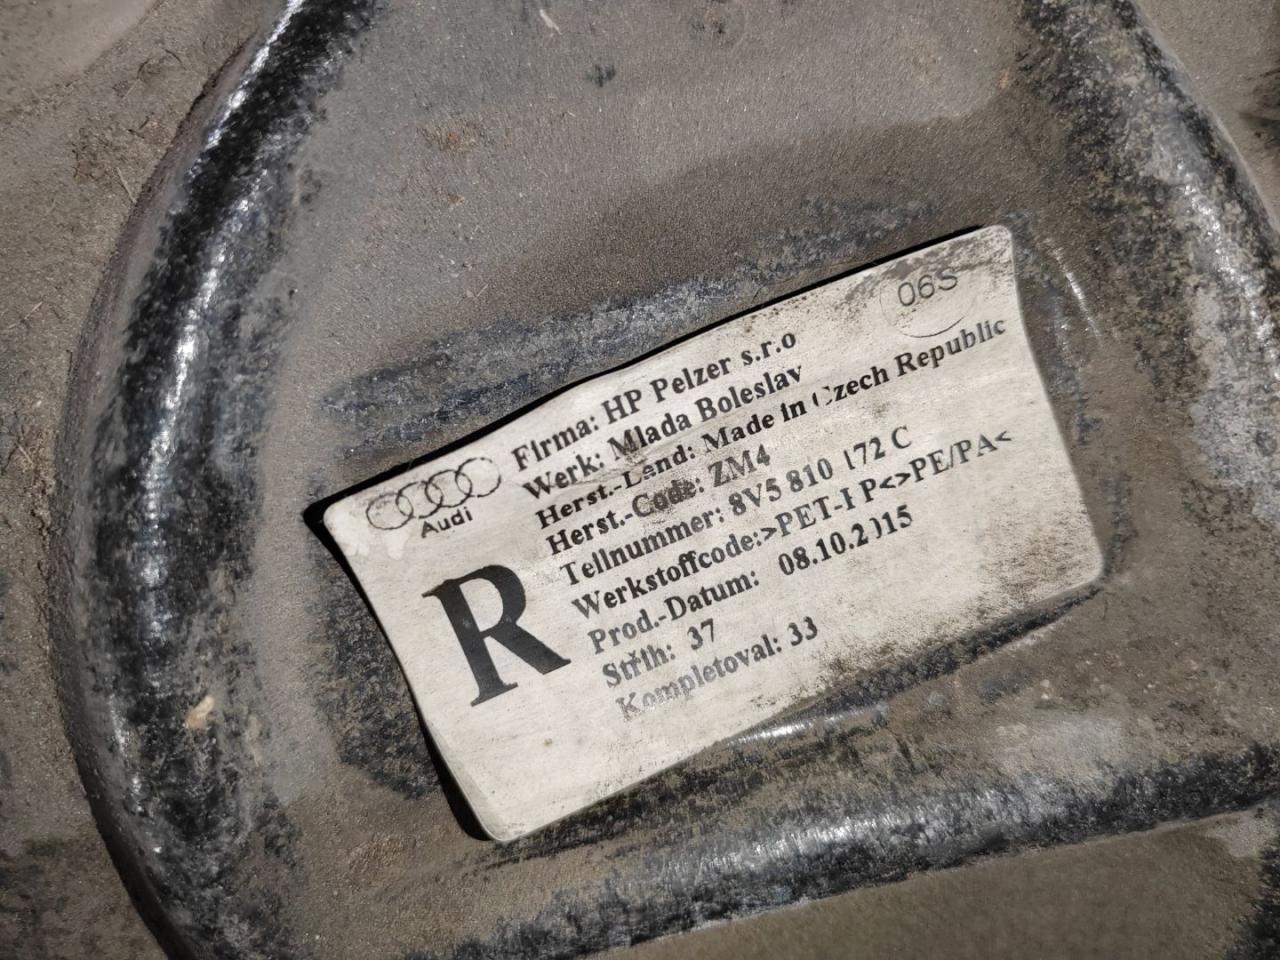 06S
Audi
R
Firma: HP Pelzer s.r.o
Werk: Mlada Boleslav
Herst.-Land: Made in Czech Republic
Herst.-Code: ZM4
Teilnummer: 8V5 810 172 C
Werkstoffcode:>PET-I P<>PE/PA<
Prod.-Datum: 08.10.2015
Střih: 37
Kompletoval: 33